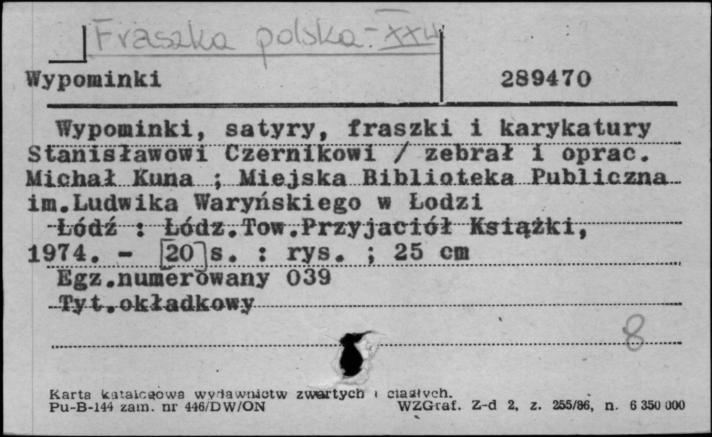 Fraszka polska - XX w.
Wypominki 289470
Wypominki, satyry, fraszki i karykatury
Stanisławowi Czernikowi / zebrał i oprac.
Michał Kuna ; Miejska Biblioteka Publiczna
im.Ludwika Waryńskiego w Łodzi
Łódź : Łódz.Tow.Przyjaciół Książki,
1974. - [20] s. : rys. ; 25 cm
Egz.numerowany 039
Tyt.okładkowy
8
Karta katalogowa wydawnictw zwartych i ciągłych.
Pu-B-144 zam. nr 446/DW/ON WZGraf. Z-d 2, z. 255/86, n. 6 350 000